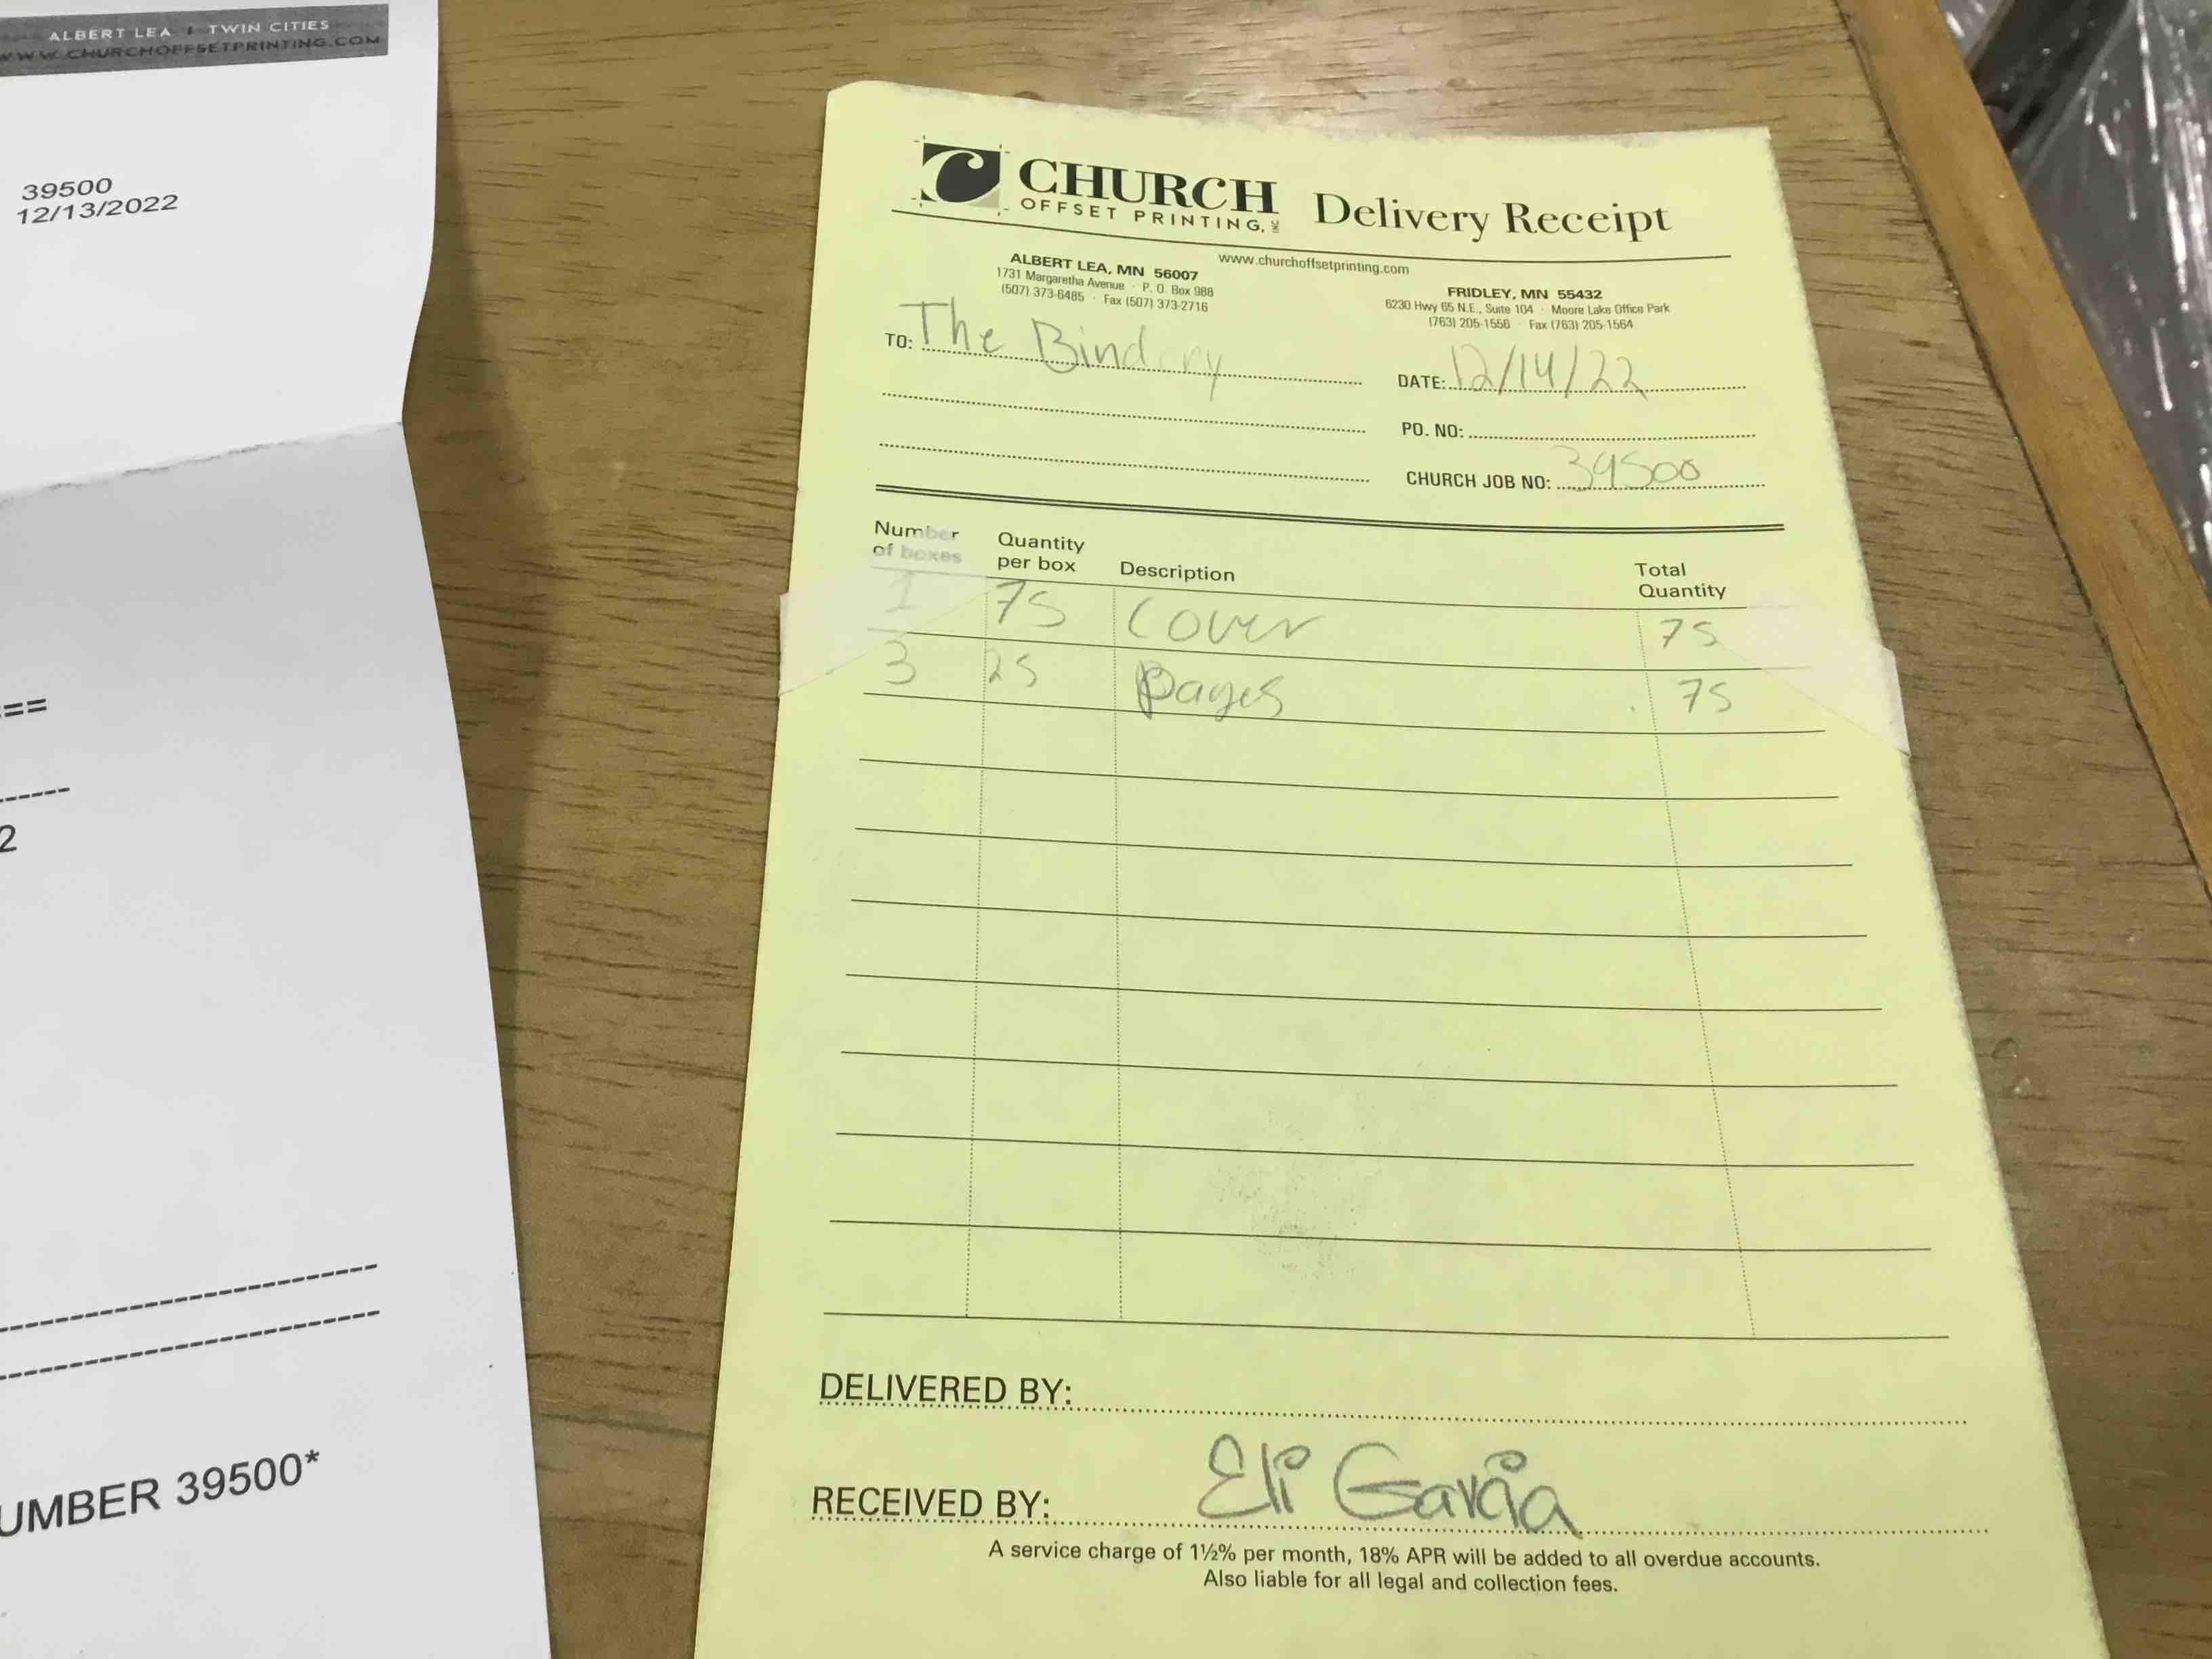 ALBERT LEA | TWIN CITIES
WWW.CHURCHOFFSETPRINTING.COM
39500
12/13/2022
===
------
2
UMBER 39500*
CHURCH
OFFSET PRINTING, INC
Delivery Receipt
www.churchoffsetprinting.com
ALBERT LEA, MN 56007
1731 Margaretha Avenue · P. O. Box 988
(507) 373-6485 · Fax (507) 373-2716
FRIDLEY, MN 55432
6230 Hwy 65 N.E., Suite 104 · Moore Lake Office Park
(763) 205-1556 · Fax (763) 205-1564
TO: The Bindery
DATE: 12/14/22
PO. NO:
CHURCH JOB NO: 39500
Number of boxes Quantity per box Description Total Quantity
1 75 Cover 75
3 25 pages 75
DELIVERED BY:
RECEIVED BY: Eli Garcia
A service charge of 1½% per month, 18% APR will be added to all overdue accounts.
Also liable for all legal and collection fees.